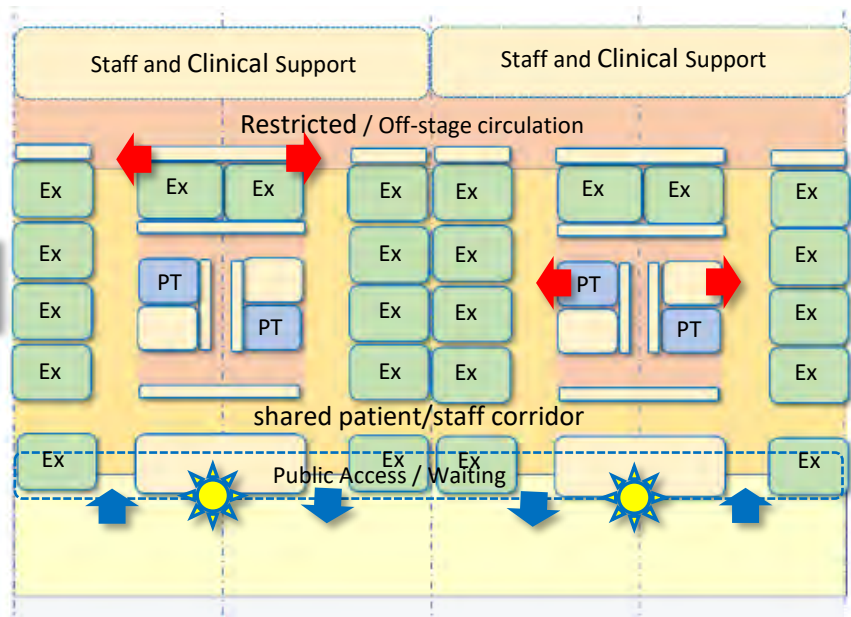 Staff and Clinical Support
Staff and Clinical Support
Restricted / Off-stage circulation
Ex Ex Ex Ex Ex Ex Ex Ex
Ex Ex Ex Ex
PT PT
Ex Ex Ex Ex
PT PT
Ex Ex Ex Ex
shared patient/staff corridor
Ex Ex Ex Ex
Public Access / Waiting